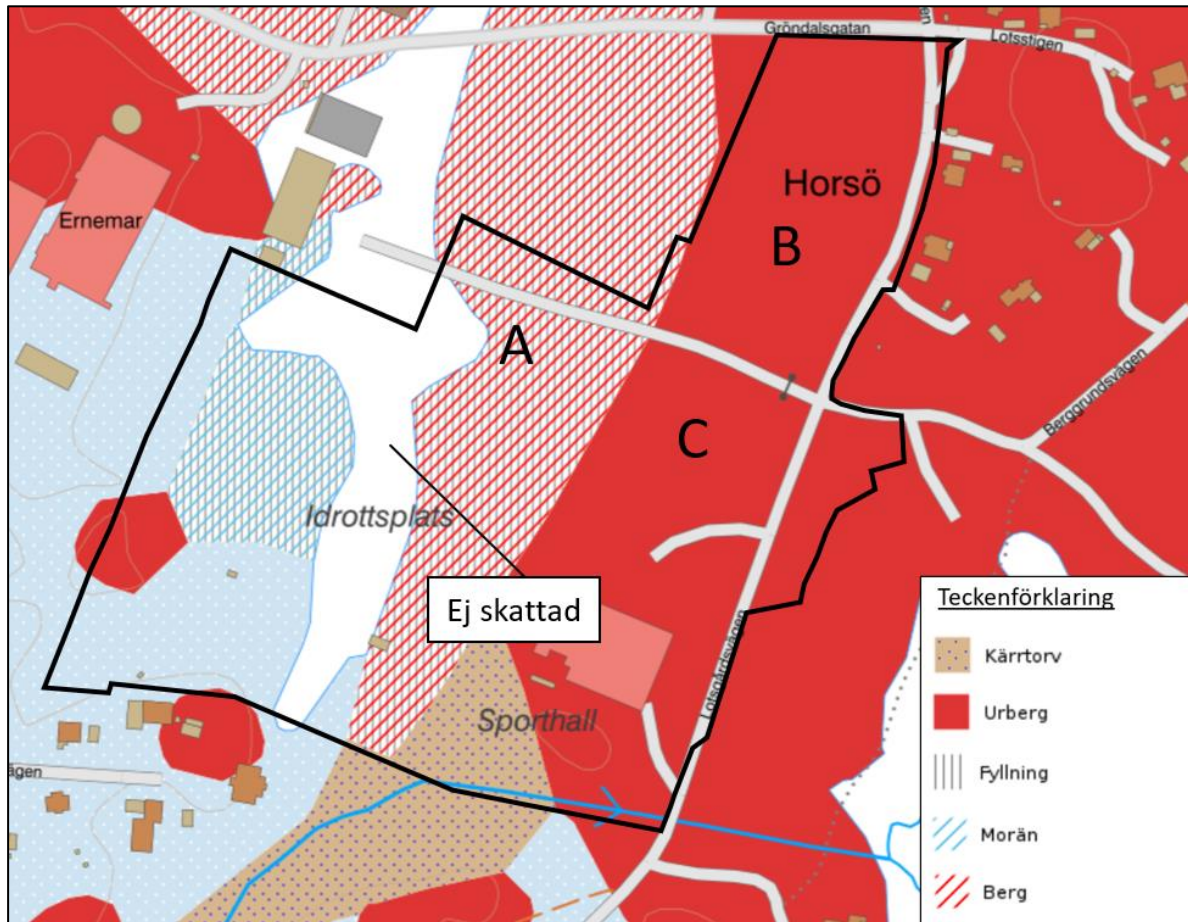 Gröndalsgatan
Lotsstigen
Horsö
Ernemar
B
A
Berggrundsvägen
C
Idrottsplats
Ej skattad
Lotsgårdsvägen
Sporthall
Teckenförklaring
Kärrtorv
Urberg
Fyllning
Morän
Berg